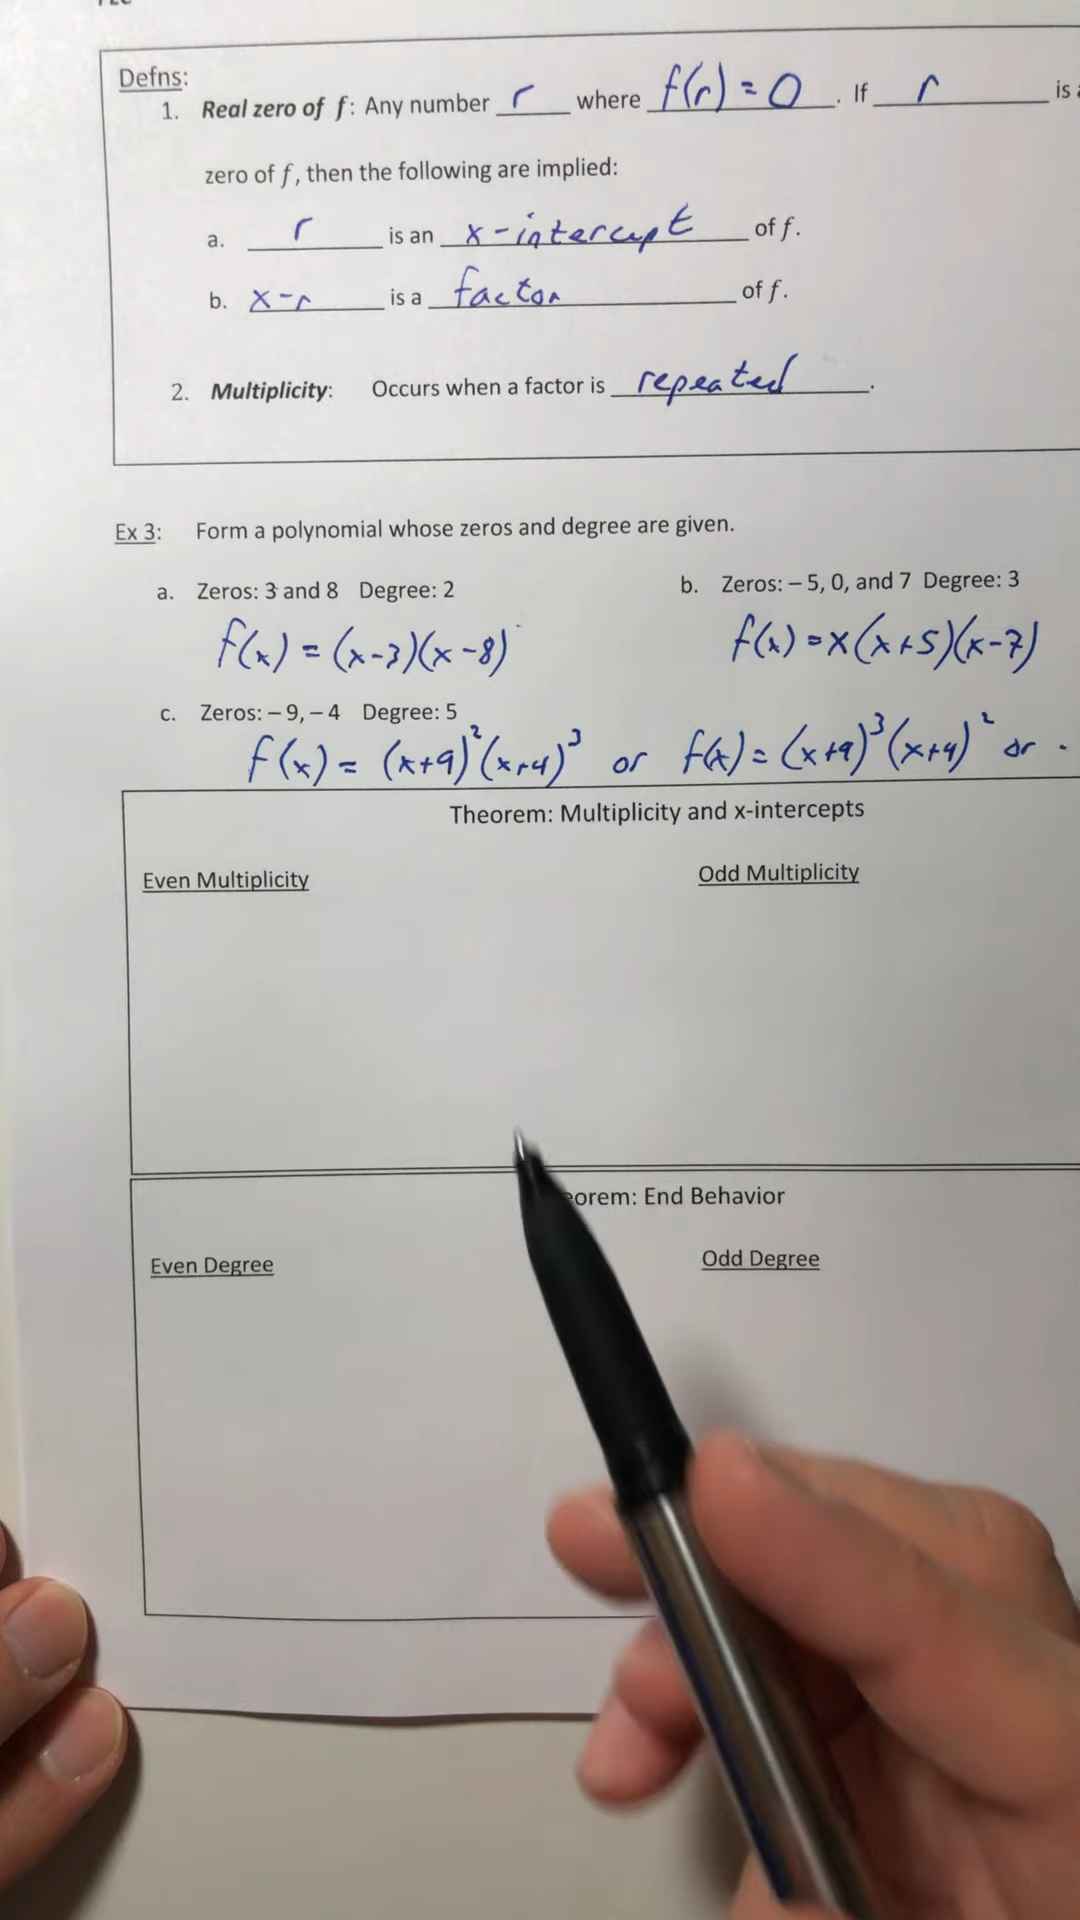 Defns:
1. Real zero of f: Any number r where f(r) = 0. If r is a
zero of f, then the following are implied:
a. r is an x-intercept of f.
b. x-r is a factor of f.
2. Multiplicity: Occurs when a factor is repeated.
Ex 3: Form a polynomial whose zeros and degree are given.
a. Zeros: 3 and 8 Degree: 2 b. Zeros: – 5, 0, and 7 Degree: 3
f(x) = (x-3)(x-8) f(x) = x(x+5)(x-7)
c. Zeros: – 9, – 4 Degree: 5
f(x) = (x+9)²(x+4)³ or f(x) = (x+9)³(x+4)² or .
Theorem: Multiplicity and x-intercepts
Even Multiplicity Odd Multiplicity
eorem: End Behavior
Even Degree Odd Degree